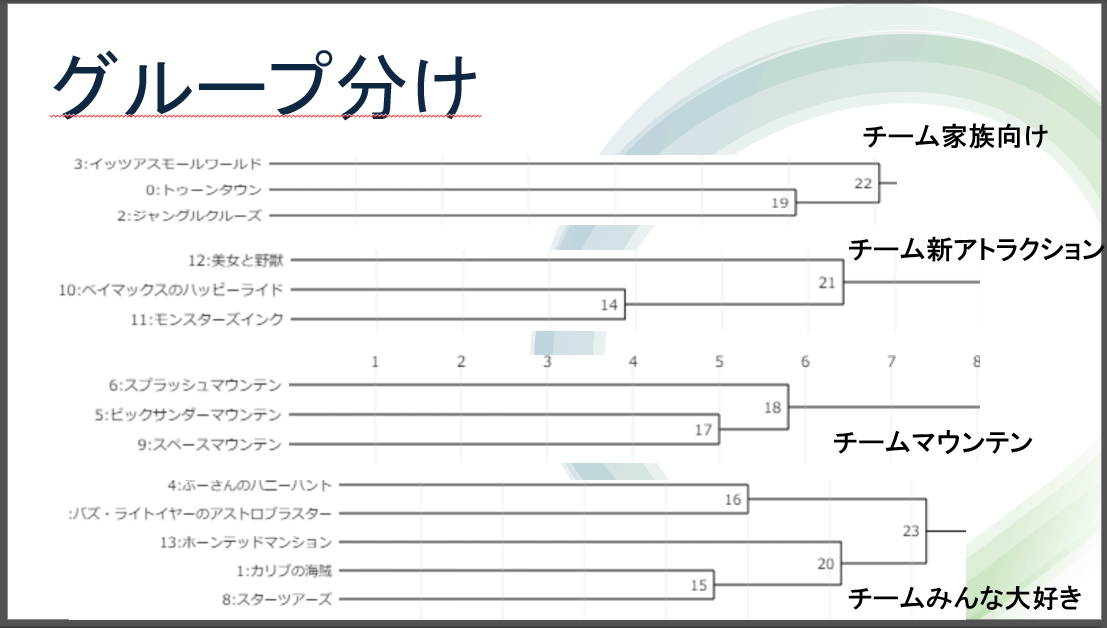 グループ分け
チーム家族向け
3:イッツアスモールワールド
0:トゥーンタウン
2:ジャングルクルーズ
22
19
チーム新アトラクション
12:美女と野獣
10:ベイマックスのハッピーライド
11:モンスターズインク
21
14
1 2 3 4 5 6 7 8
6:スプラッシュマウンテン
5:ビックサンダーマウンテン
9:スペースマウンテン
18
17
チームマウンテン
4:ぷーさんのハニーハント
:バズ・ライトイヤーのアストロブラスター
13:ホーンテッドマンション
1:カリブの海賊
8:スターツアーズ
16
23
20
15
チームみんな大好き